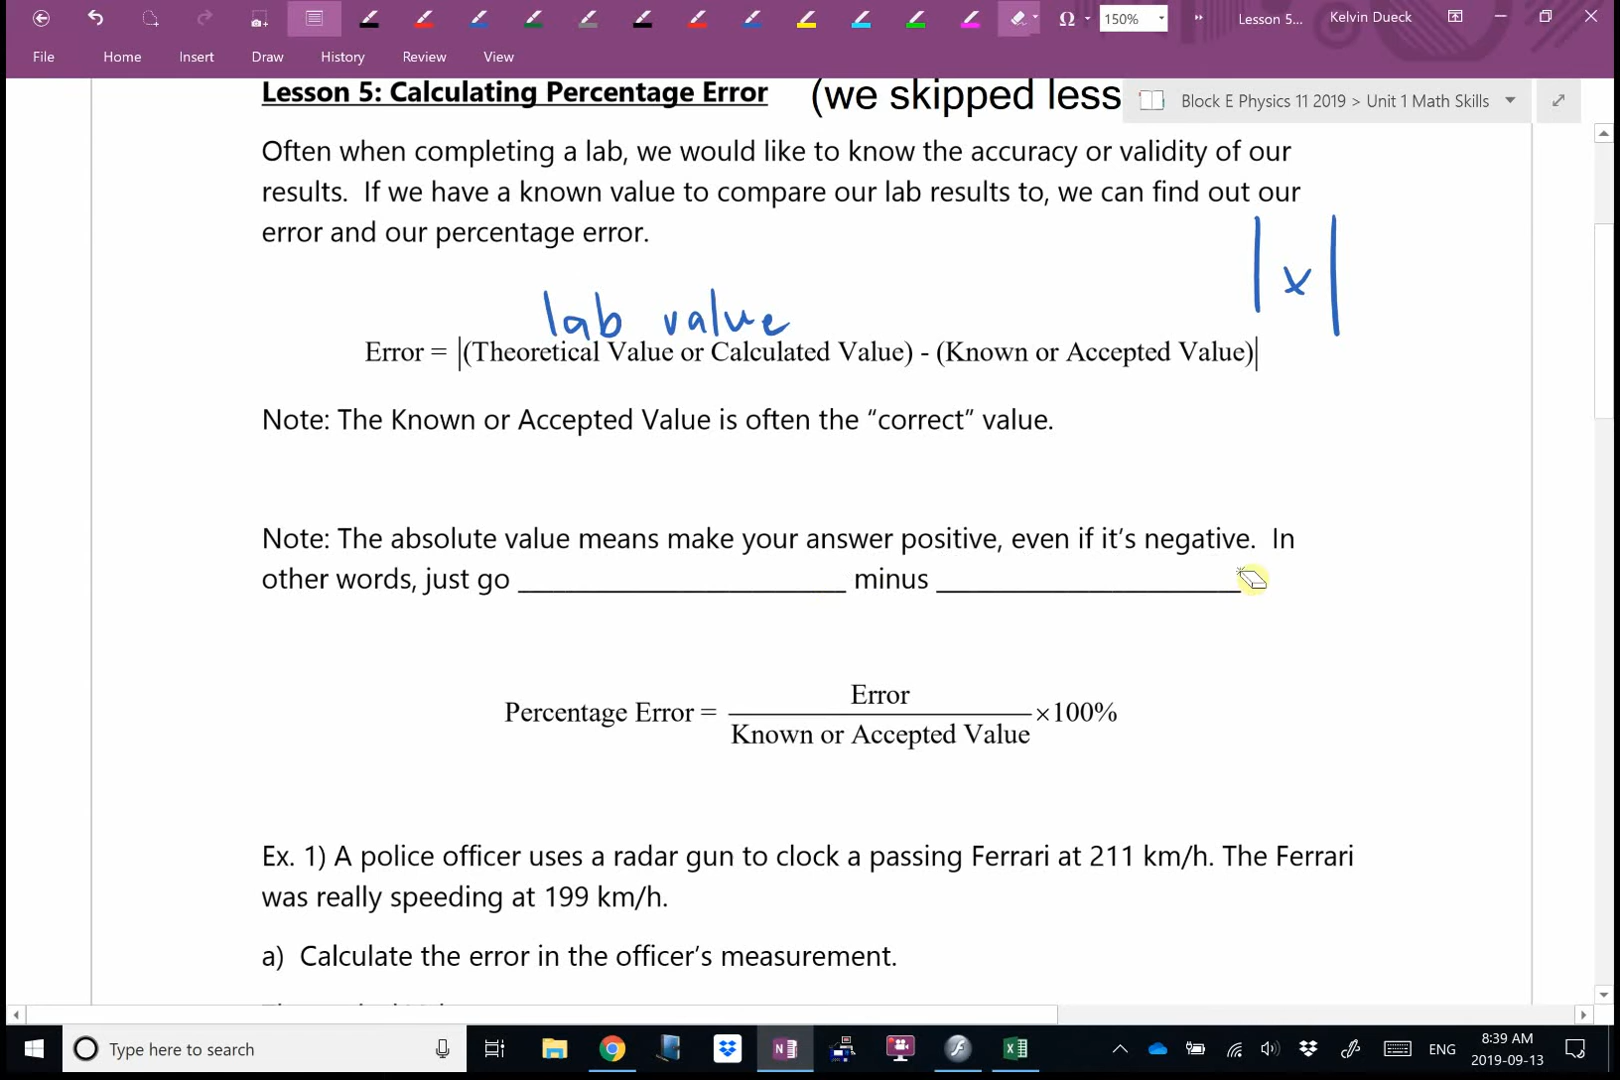 150%
Lesson 5...
Kelvin Dueck
File Home Insert Draw History Review View
Lesson 5: Calculating Percentage Error (we skipped less
Block E Physics 11 2019 > Unit 1 Math Skills
Often when completing a lab, we would like to know the accuracy or validity of our
results. If we have a known value to compare our lab results to, we can find out our
error and our percentage error.
|x|
lab value
Error = |(Theoretical Value or Calculated Value) - (Known or Accepted Value)|
Note: The Known or Accepted Value is often the “correct” value.
Note: The absolute value means make your answer positive, even if it’s negative. In
other words, just go ____________________ minus ____________________
Percentage Error = Error
Known or Accepted Value
×100%
Ex. 1) A police officer uses a radar gun to clock a passing Ferrari at 211 km/h. The Ferrari
was really speeding at 199 km/h.
a) Calculate the error in the officer’s measurement.
Type here to search
ENG
8:39 AM
2019-09-13